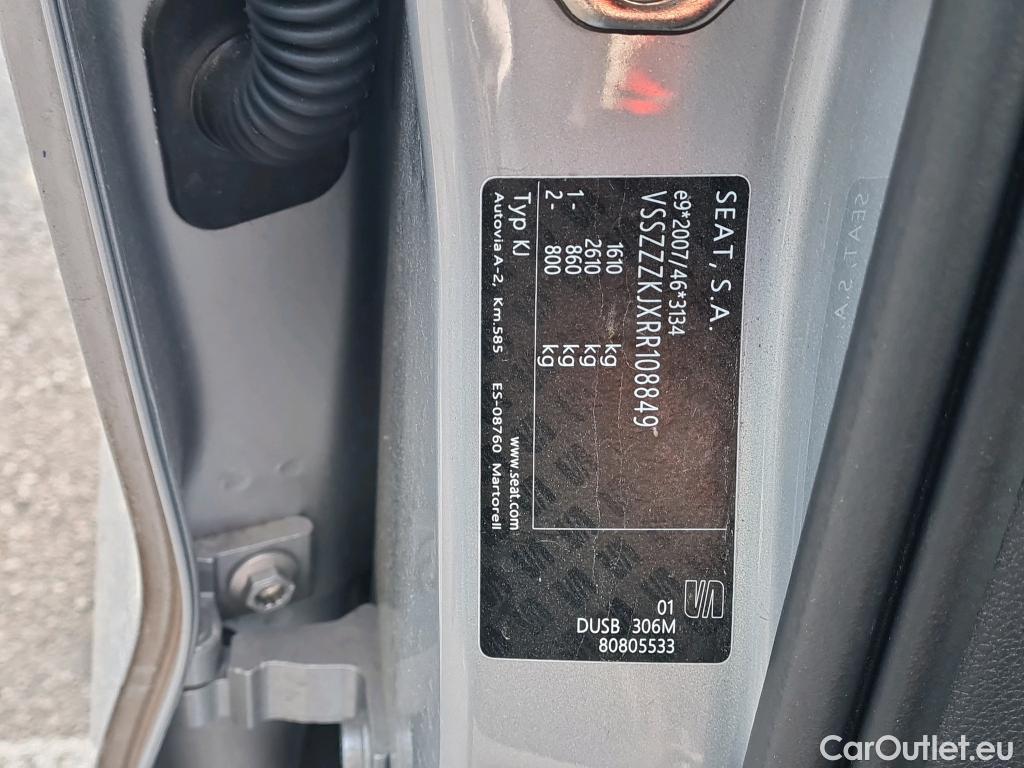 SEAT, S.A.
e9*2007/46*3134
VSSZZZKJXRR108849
1610 kg
2610 kg
1- 860 kg
2- 800 kg
Typ KJ
www.seat.com
Autovia A-2, Km.585 ES-08760 Martorell
01
DUSB 306M
80805533
SEAT, S.A.
CarOutlet.eu